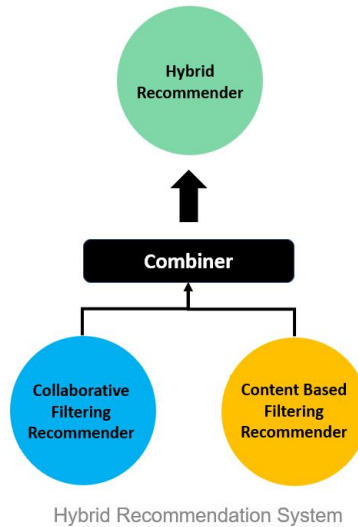 Hybrid
Recommender
Combiner
Collaborative
Filtering
Recommender
Content Based
Filtering
Recommender
Hybrid Recommendation System